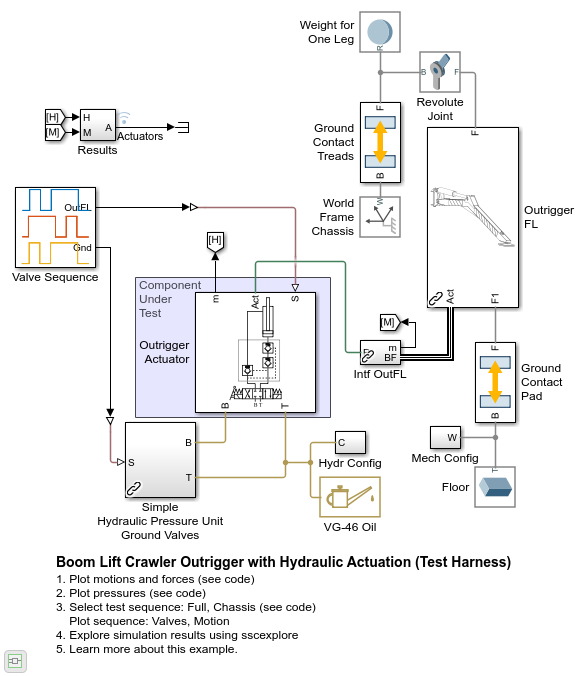 Weight for
One Leg
R
B
F
Revolute
Joint
[H]
[M]
H
M
A
Actuators
Results
F
Ground
Contact
Treads
B
W
World
Frame
Chassis
F
Outrigger
FL
Act
F1
OutFL
Gnd
Valve Sequence
[H]
Component
Under
Test
m
Act
S
Outrigger
Actuator
B T
B
T
[M]
F
m
BF
Intf OutFL
F
Ground
Contact
Pad
B
S
B
T
Simple
Hydraulic Pressure Unit
Ground Valves
C
Hydr Config
VG-46 Oil
W
Mech Config
T
Floor
Boom Lift Crawler Outrigger with Hydraulic Actuation (Test Harness)
1. Plot motions and forces (see code)
2. Plot pressures (see code)
3. Select test sequence: Full, Chassis (see code)
Plot sequence: Valves, Motion
4. Explore simulation results using sscexplore
5. Learn more about this example.